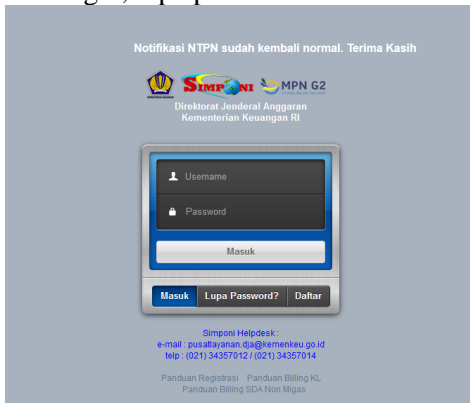 Notifikasi NTPN sudah kembali normal. Terima Kasih
SIMPONI MPN G2
Direktorat Jenderal Anggaran
Kementerian Keuangan RI
Username
Password
Masuk
Masuk Lupa Password? Daftar
Simponi Helpdesk :
e-mail : pusatlayanan.dja@kemenkeu.go.id
telp : (021) 34357012 / (021) 34357014
Panduan Registrasi Panduan Billing KL
Panduan Billing SDA Non Migas